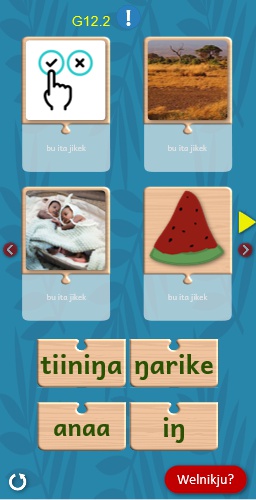 G12.2 !
bu ita jikek
bu ita jikek
bu ita jikek
bu ita jikek
tiiniŋa
ŋarike
anaa
iŋ
Welnikju?